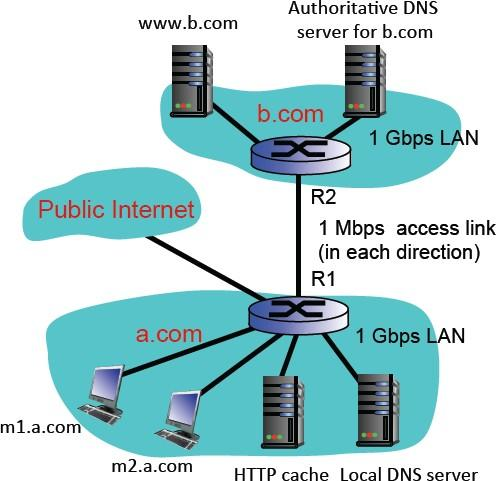 www.b.com
Authoritative DNS
server for b.com
b.com
1 Gbps LAN
R2
Public Internet
1 Mbps access link
(in each direction)
R1
a.com
1 Gbps LAN
m1.a.com
m2.a.com
HTTP cache
Local DNS server